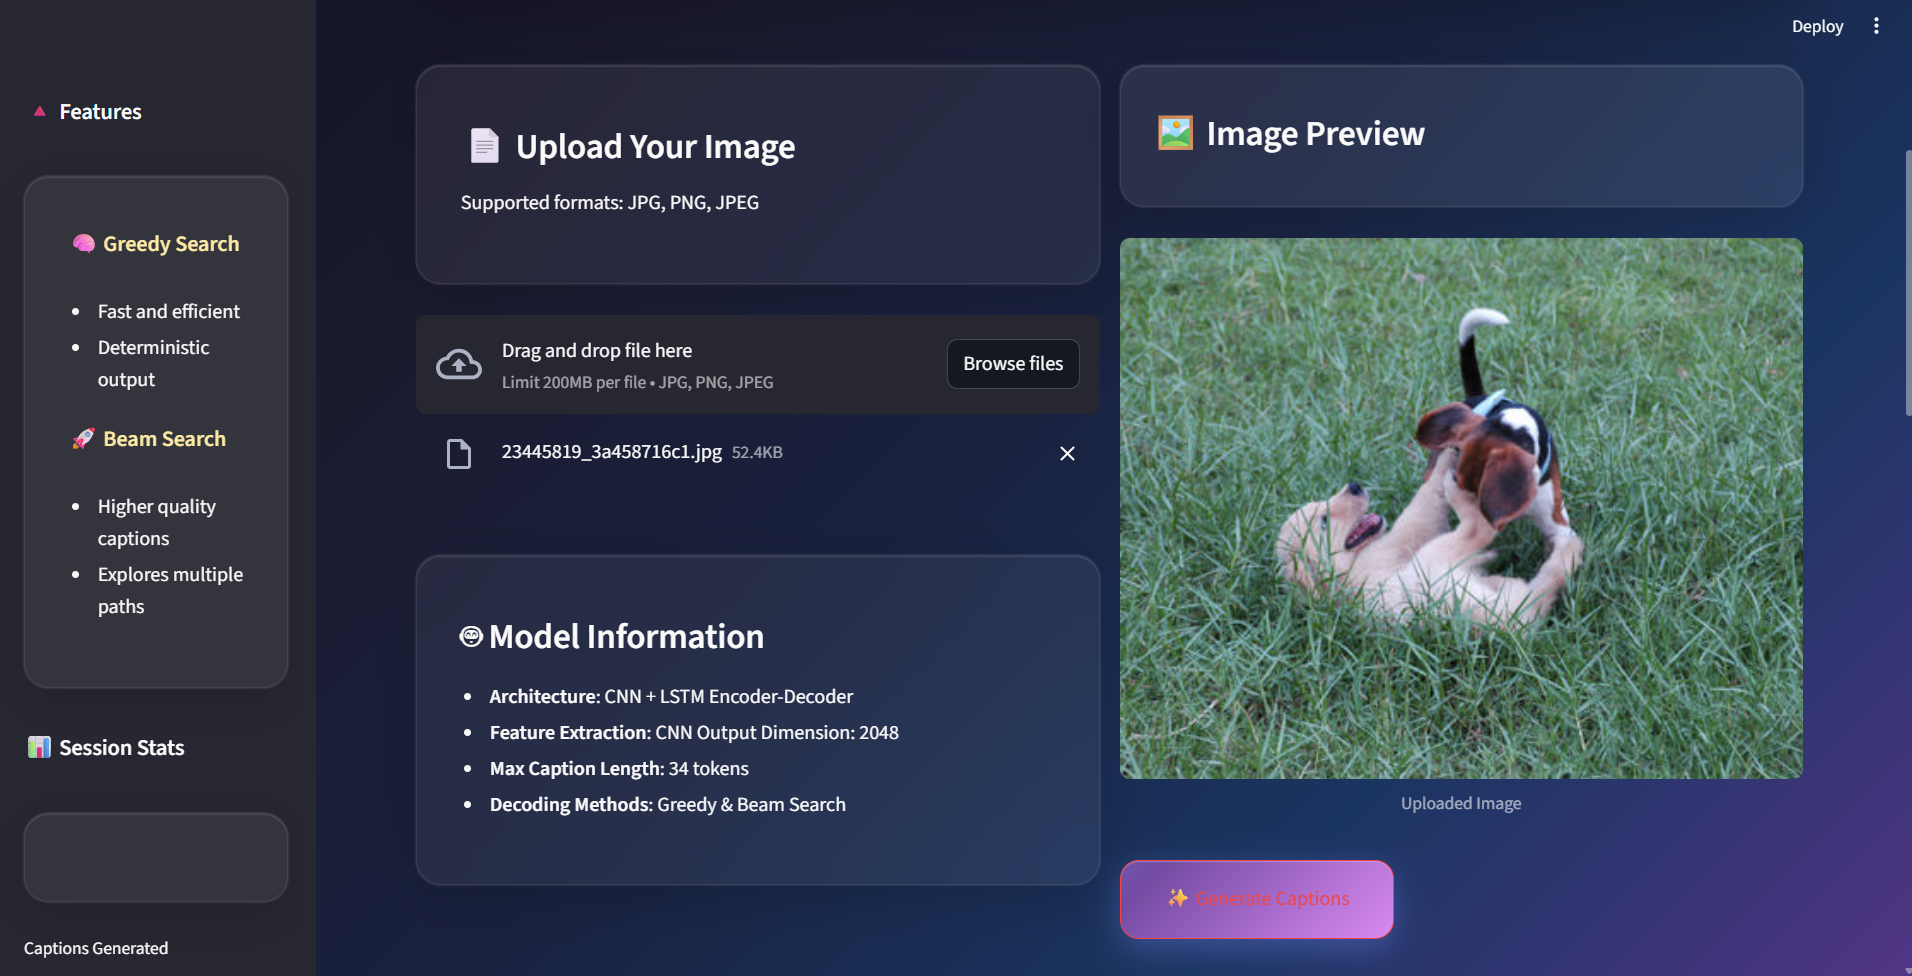 Deploy
Features
Greedy Search
Fast and efficient
Deterministic
output
Beam Search
Higher quality
captions
Explores multiple
paths
Session Stats
Captions Generated
Upload Your Image
Supported formats: JPG, PNG, JPEG
Drag and drop file here
Limit 200MB per file • JPG, PNG, JPEG
Browse files
23445819_3a458716c1.jpg 52.4KB
Model Information
Architecture: CNN + LSTM Encoder-Decoder
Feature Extraction: CNN Output Dimension: 2048
Max Caption Length: 34 tokens
Decoding Methods: Greedy & Beam Search
Image Preview
Uploaded Image
Generate Captions